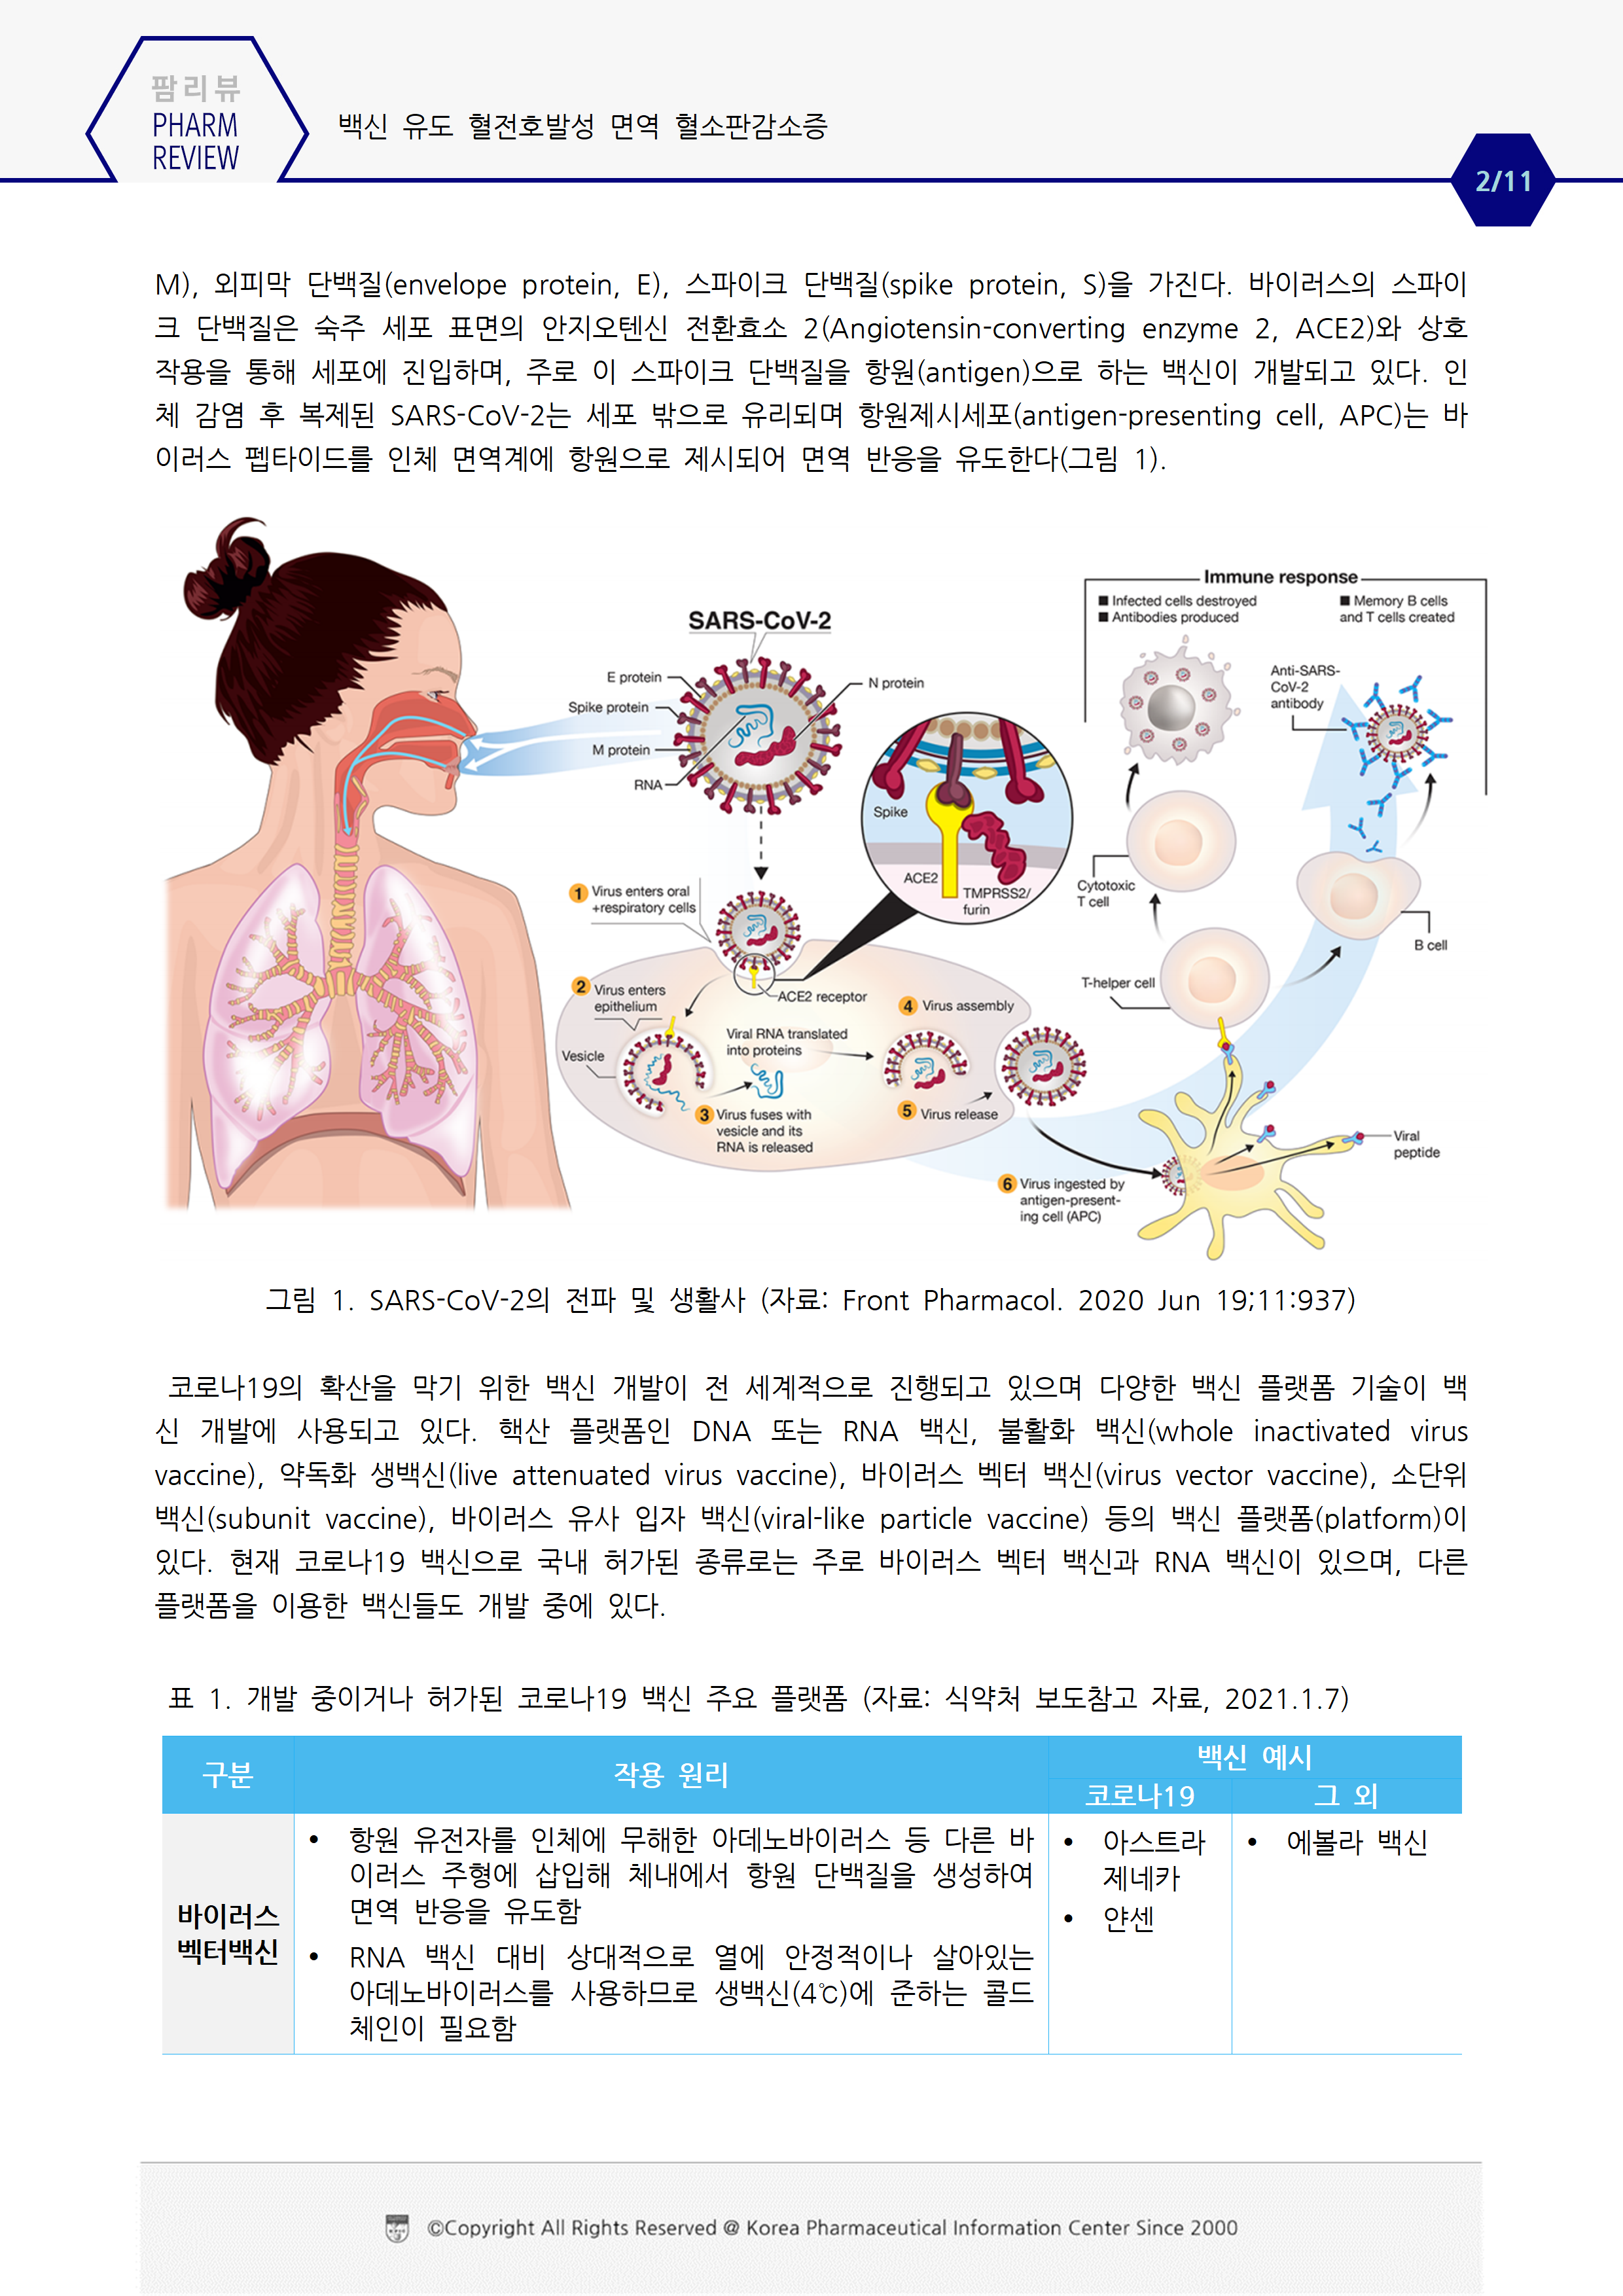 팜리뷰
PHARM
REVIEW
백신 유도 혈전호발성 면역 혈소판감소증
2/11
M), 외피막 단백질(envelope protein, E), 스파이크 단백질(spike protein, S)을 가진다. 바이러스의 스파이
크 단백질은 숙주 세포 표면의 안지오텐신 전환효소 2(Angiotensin-converting enzyme 2, ACE2)와 상호
작용을 통해 세포에 진입하며, 주로 이 스파이크 단백질을 항원(antigen)으로 하는 백신이 개발되고 있다. 인
체 감염 후 복제된 SARS-CoV-2는 세포 밖으로 유리되며 항원제시세포(antigen-presenting cell, APC)는 바
이러스 펩타이드를 인체 면역계에 항원으로 제시되어 면역 반응을 유도한다(그림 1).
Immune response
■ Infected cells destroyed
■ Antibodies produced
■ Memory B cells
and T cells created
SARS-CoV-2
E protein
Spike protein
M protein
RNA
N protein
Anti-SARS-
CoV-2
antibody
Spike
ACE2
TMPRSS2/
furin
Cytotoxic
T cell
B cell
T-helper cell
1 Virus enters oral
+respiratory cells
2 Virus enters
epithelium
ACE2 receptor
Vesicle
Viral RNA translated
into proteins
3 Virus fuses with
vesicle and its
RNA is released
4 Virus assembly
5 Virus release
6 Virus ingested by
antigen-present-
ing cell (APC)
Viral
peptide
그림 1. SARS-CoV-2의 전파 및 생활사 (자료: Front Pharmacol. 2020 Jun 19;11:937)
코로나19의 확산을 막기 위한 백신 개발이 전 세계적으로 진행되고 있으며 다양한 백신 플랫폼 기술이 백
신 개발에 사용되고 있다. 핵산 플랫폼인 DNA 또는 RNA 백신, 불활화 백신(whole inactivated virus
vaccine), 약독화 생백신(live attenuated virus vaccine), 바이러스 벡터 백신(virus vector vaccine), 소단위
백신(subunit vaccine), 바이러스 유사 입자 백신(viral-like particle vaccine) 등의 백신 플랫폼(platform)이
있다. 현재 코로나19 백신으로 국내 허가된 종류로는 주로 바이러스 벡터 백신과 RNA 백신이 있으며, 다른
플랫폼을 이용한 백신들도 개발 중에 있다.
표 1. 개발 중이거나 허가된 코로나19 백신 주요 플랫폼 (자료: 식약처 보도참고 자료, 2021.1.7)
구분
작용 원리
백신 예시
코로나19
그 외
바이러스
벡터백신
• 항원 유전자를 인체에 무해한 아데노바이러스 등 다른 바
이러스 주형에 삽입해 체내에서 항원 단백질을 생성하여
면역 반응을 유도함
• RNA 백신 대비 상대적으로 열에 안정적이나 살아있는
아데노바이러스를 사용하므로 생백신(4℃)에 준하는 콜드
체인이 필요함
• 아스트라
제네카
• 얀센
• 에볼라 백신
©Copyright All Rights Reserved @ Korea Pharmaceutical Information Center Since 2000